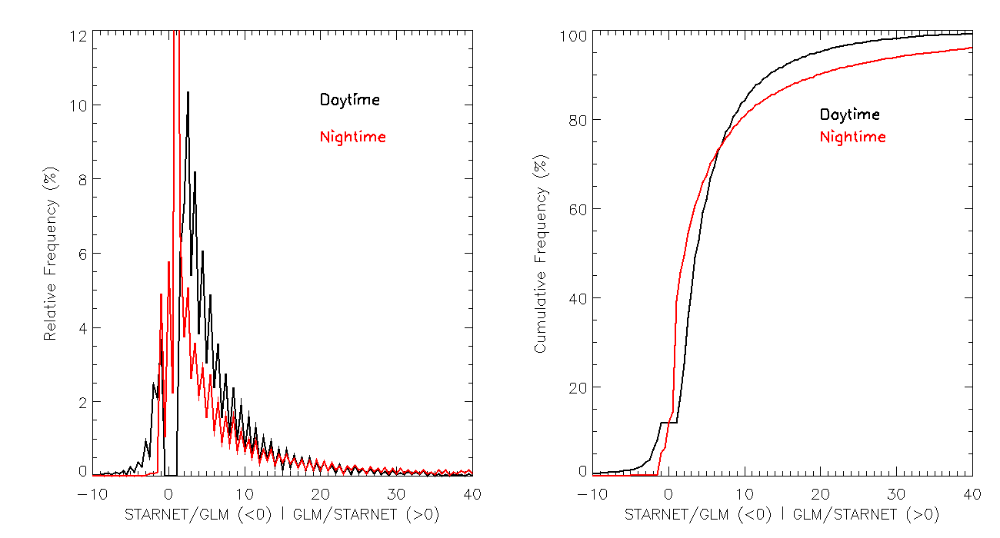 12
10
8
6
4
2
0
Relative Frequency (%)
Daytime
Nightime
-10 0 10 20 30 40
STARNET/GLM (<0) | GLM/STARNET (>0)
100
80
60
40
20
0
Cumulative Frequency (%)
Daytime
Nightime
-10 0 10 20 30 40
STARNET/GLM (<0) | GLM/STARNET (>0)